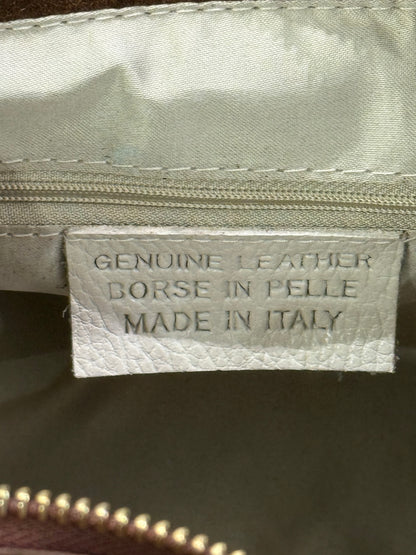 GENUINE LEATHER
BORSE IN PELLE
MADE IN ITALY